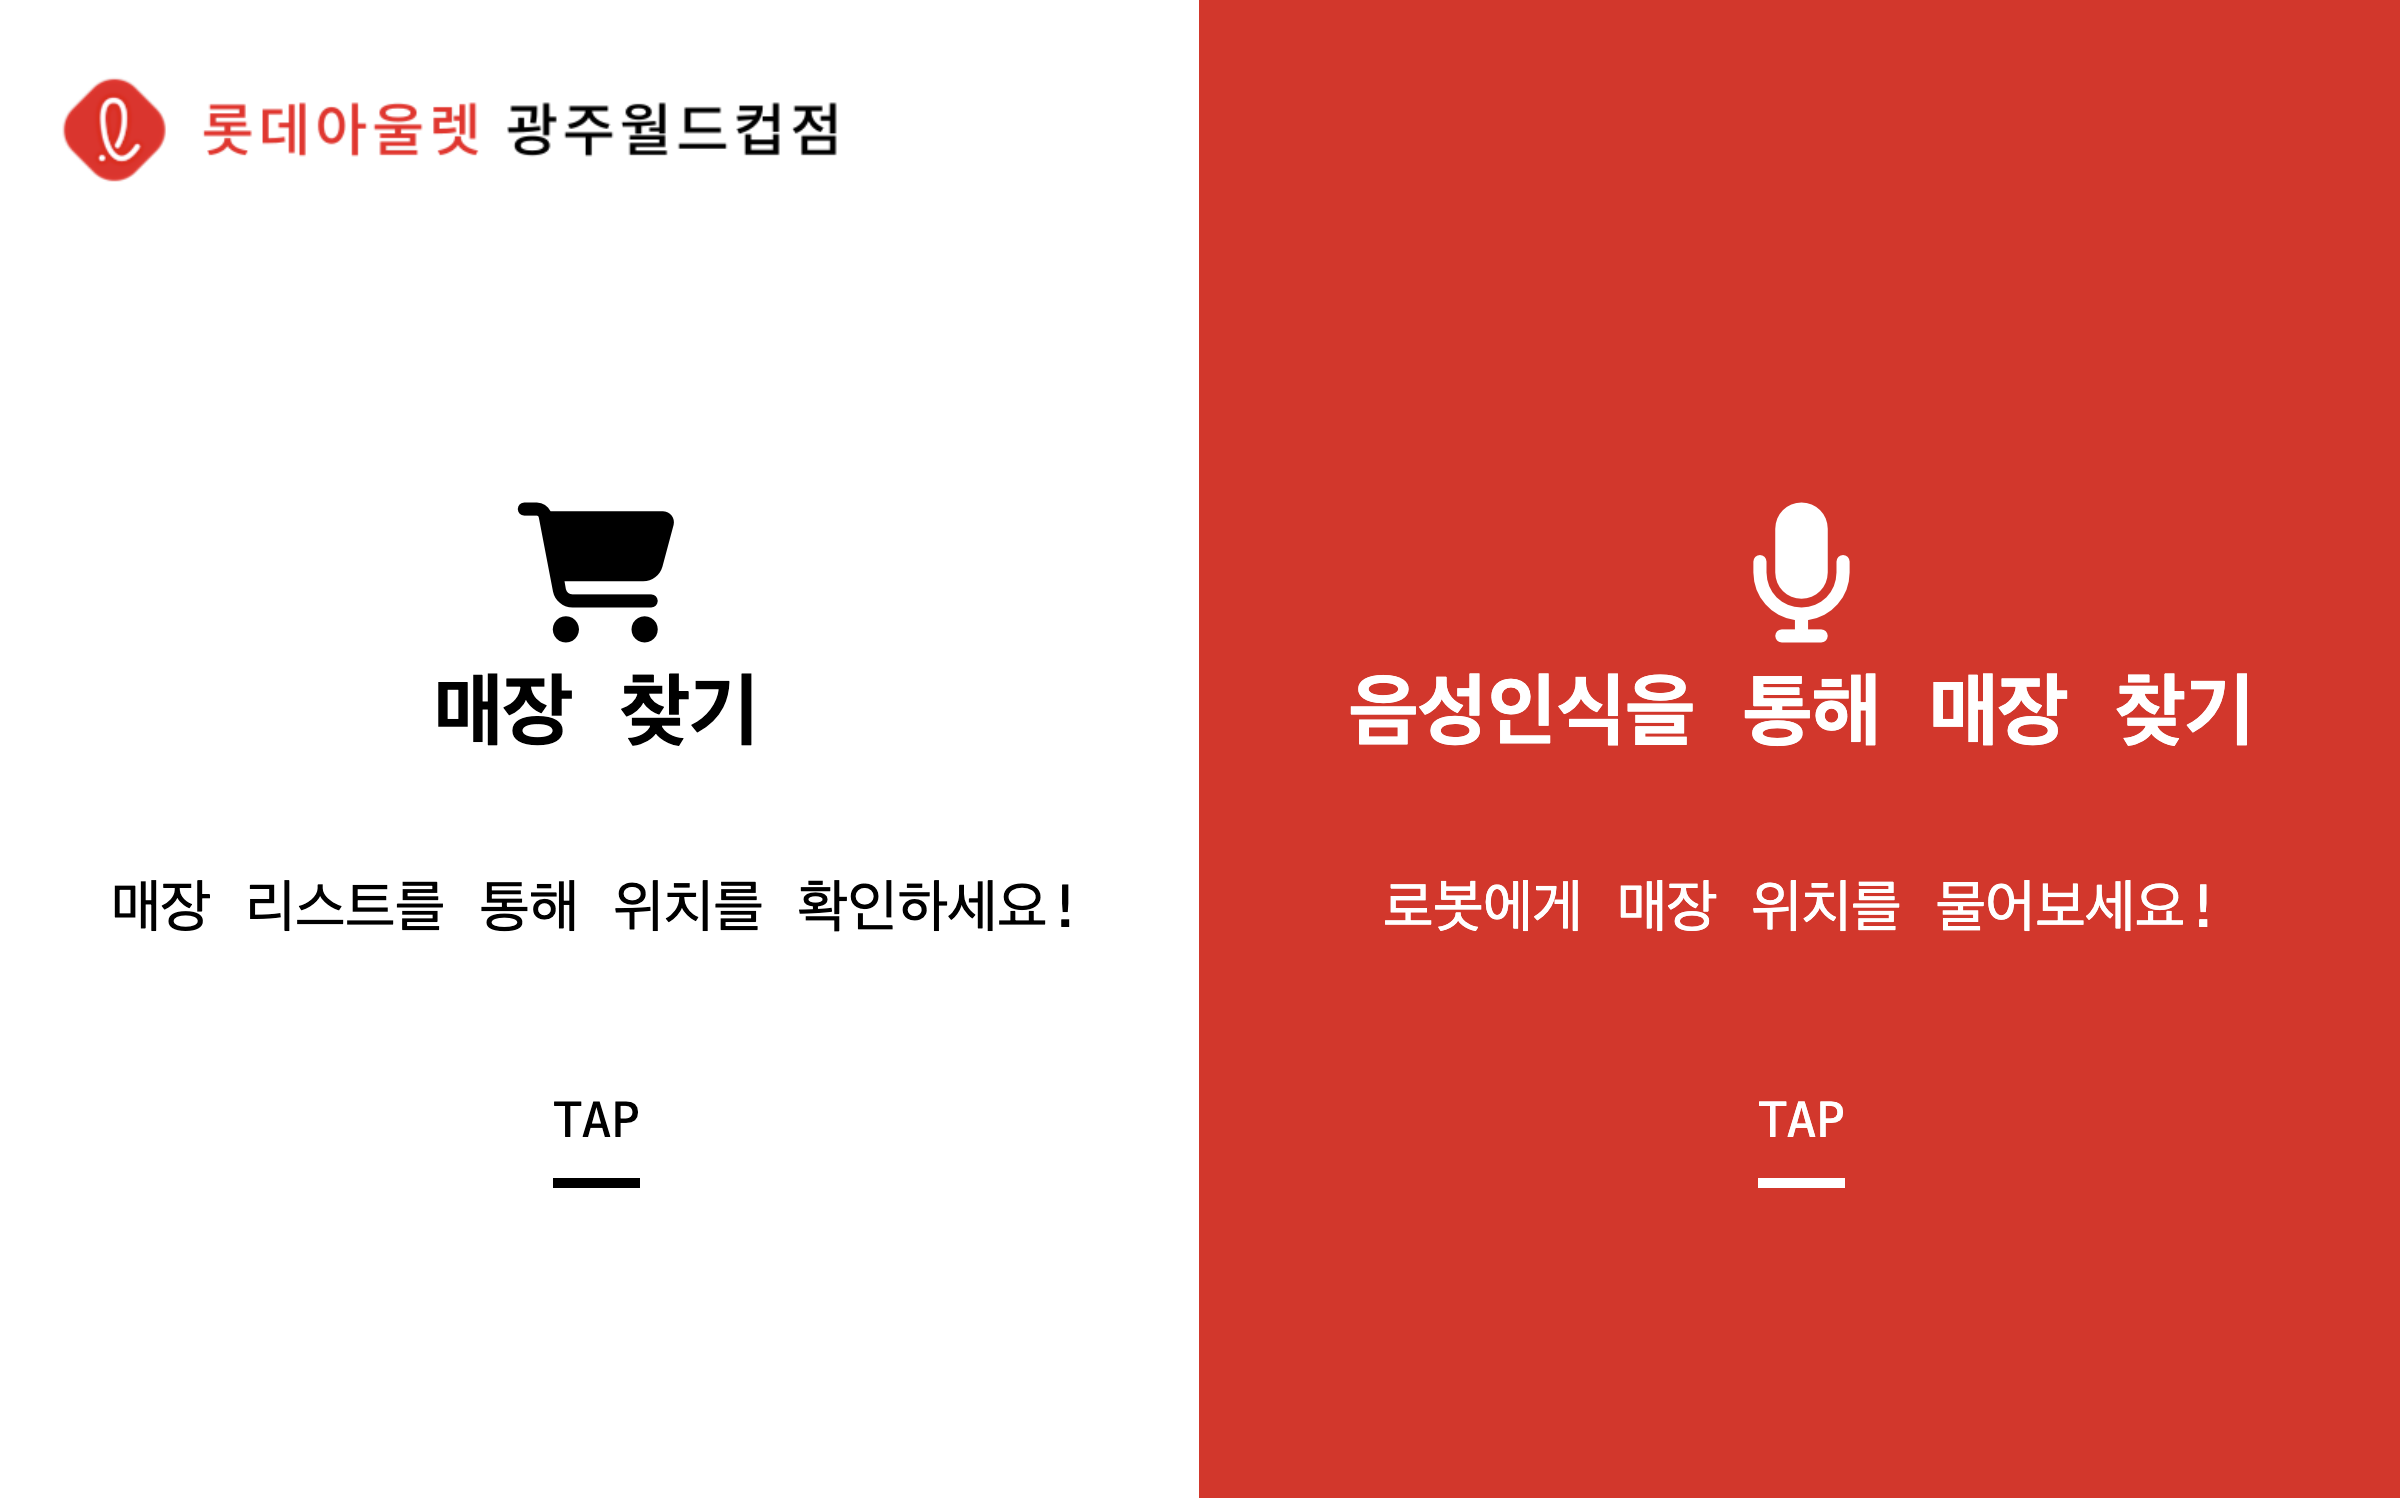 롯데아울렛 광주월드컵점
매장 찾기
매장 리스트를 통해 위치를 확인하세요!
TAP
음성인식을 통해 매장 찾기
로봇에게 매장 위치를 물어보세요!
TAP